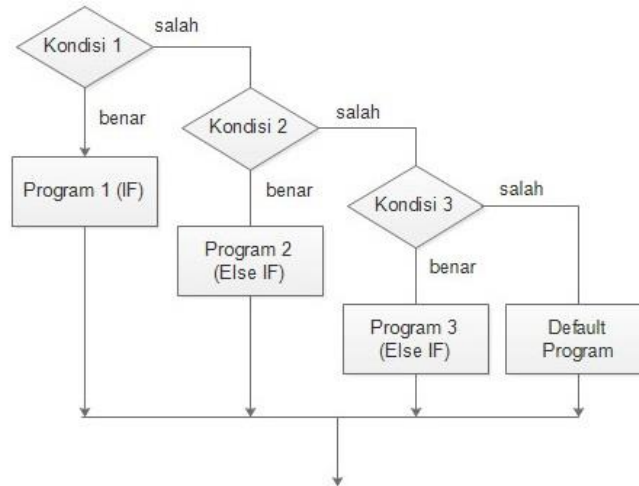 Kondisi 1
salah
benar
Kondisi 2
salah
Program 1 (IF)
benar
Kondisi 3
salah
Program 2
(Else IF)
benar
Program 3
(Else IF)
Default
Program